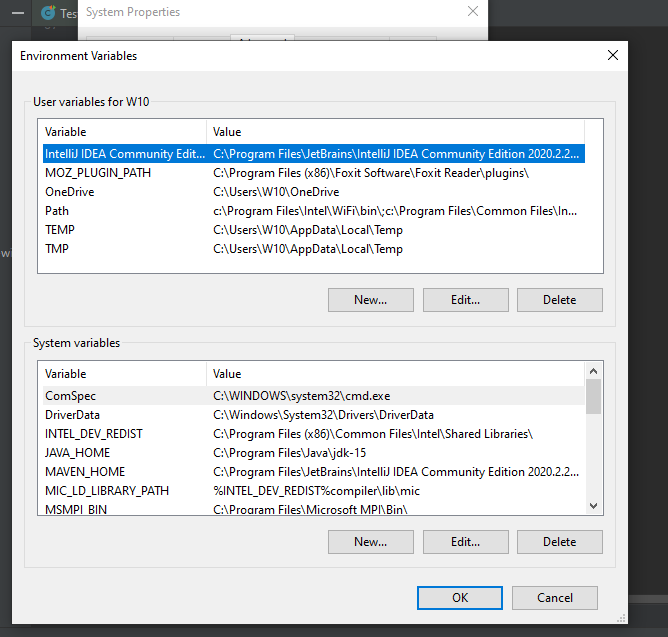 Tes
System Properties
Environment Variables
User variables for W10
Variable Value
IntelliJ IDEA Community Edit... C:\Program Files\JetBrains\IntelliJ IDEA Community Edition 2020.2.2...
MOZ_PLUGIN_PATH C:\Program Files (x86)\Foxit Software\Foxit Reader\plugins\
OneDrive C:\Users\W10\OneDrive
Path c:\Program Files\Intel\WiFi\bin\;c:\Program Files\Common Files\In...
TEMP C:\Users\W10\AppData\Local\Temp
TMP C:\Users\W10\AppData\Local\Temp
wi
New... Edit... Delete
System variables
Variable Value
ComSpec C:\WINDOWS\system32\cmd.exe
DriverData C:\Windows\System32\Drivers\DriverData
INTEL_DEV_REDIST C:\Program Files (x86)\Common Files\Intel\Shared Libraries\
JAVA_HOME C:\Program Files\Java\jdk-15
MAVEN_HOME C:\Program Files\JetBrains\IntelliJ IDEA Community Edition 2020.2.2...
MIC_LD_LIBRARY_PATH %INTEL_DEV_REDIST%compiler\lib\mic
MSMPI_BIN C:\Program Files\Microsoft MPI\Bin\
New... Edit... Delete
OK Cancel